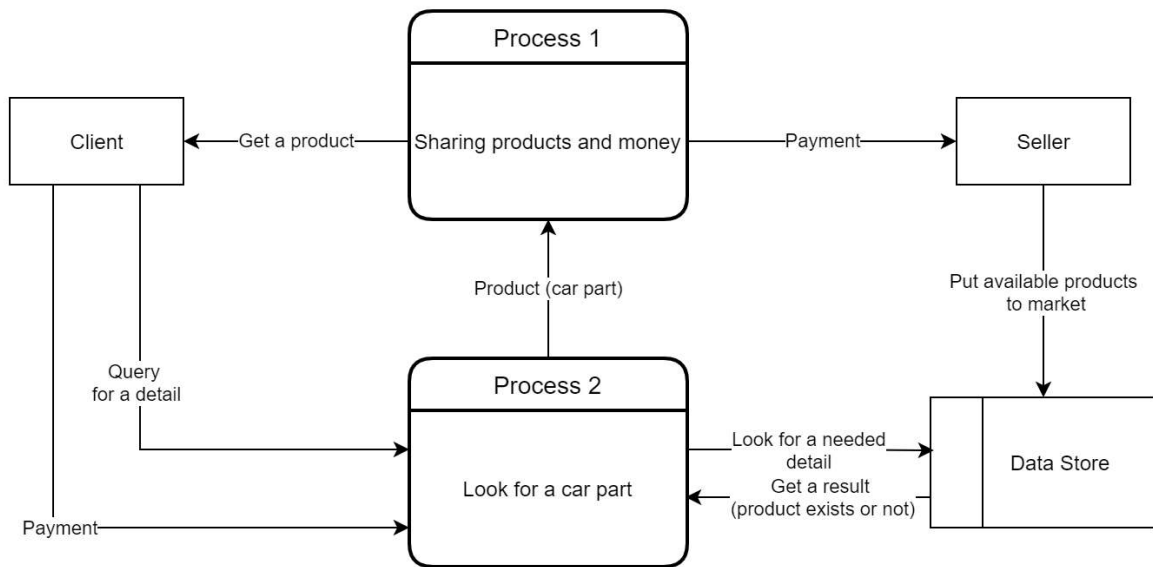 Process 1
Client
Get a product
Sharing products and money
Payment
Seller
Product (car part)
Put available products
to market
Query
for a detail
Process 2
Look for a needed
detail
Data Store
Look for a car part
Get a result
(product exists or not)
Payment